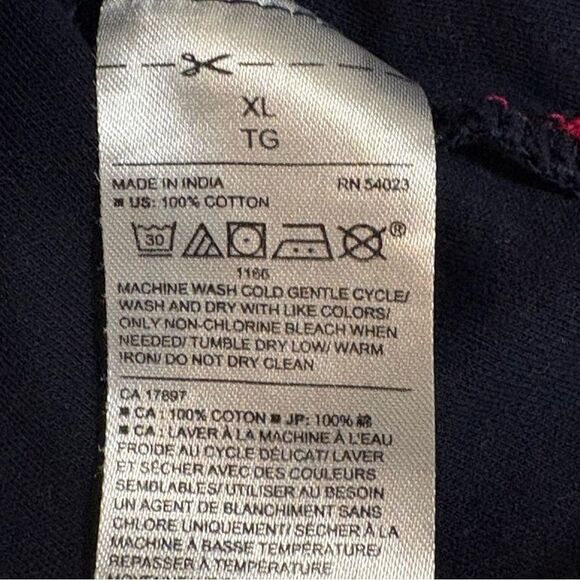 XL
TG
MADE IN INDIA RN 54023
■ US: 100% COTTON
30 ®
1166
MACHINE WASH COLD GENTLE CYCLE/
WASH AND DRY WITH LIKE COLORS/
ONLY NON-CHLORINE BLEACH WHEN
NEEDED/ TUMBLE DRY LOW/ WARM
IRON/ DO NOT DRY CLEAN
CA 17897
■ CA : 100% COTON ■ JP: 100% 綿
■ CA : LAVER À LA MACHINE À L'EAU
FROIDE AU CYCLE DÉLICAT/ LAVER
ET SÉCHER AVEC DES COULEURS
SEMBLABLES/ UTILISER AU BESOIN
UN AGENT DE BLANCHIMENT SANS
CHLORE UNIQUEMENT/ SÉCHER À LA
MACHINE À BASSE TEMPÉRATURE/
REPASSER À TEMPÉRATURE